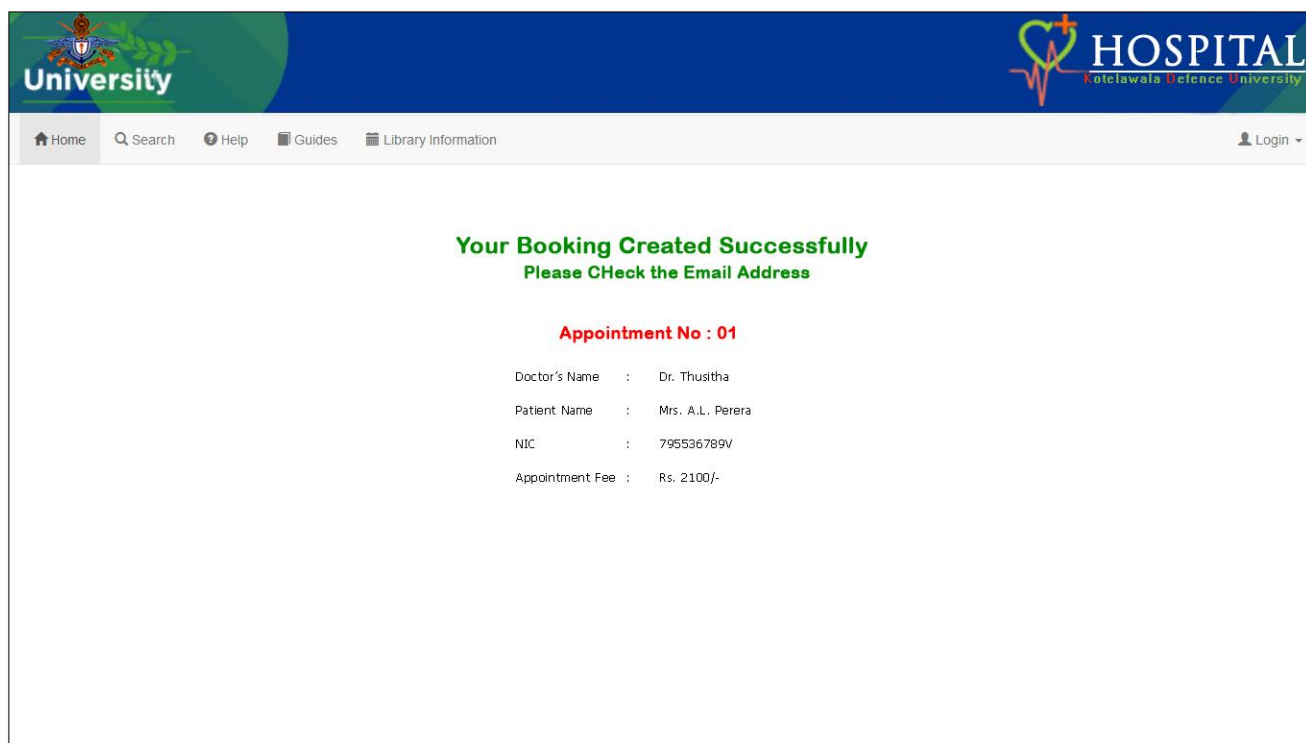 University
HOSPITAL
Kotelawala Defence University
Home Search Help Guides Library Information Login
Your Booking Created Successfully
Please CHeck the Email Address
Appointment No : 01
Doctor's Name : Dr. Thusitha
Patient Name : Mrs. A.L. Perera
NIC : 795536789V
Appointment Fee : Rs. 2100/-